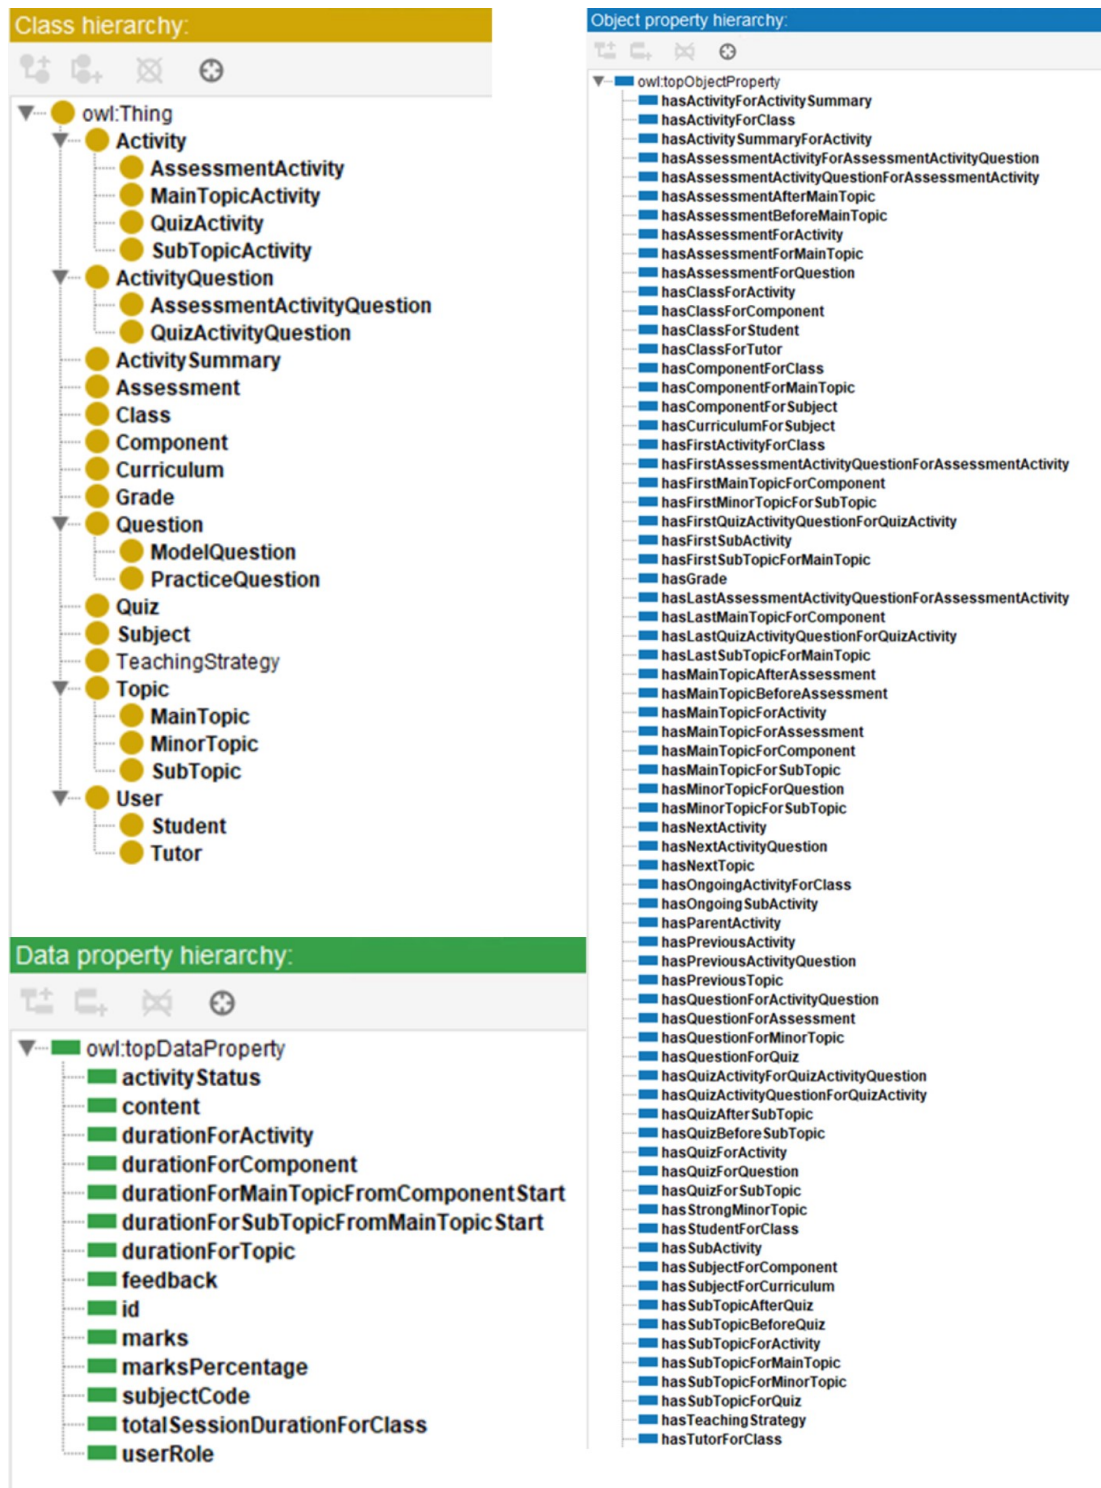 Class hierarchy:
owl:Thing
Activity
AssessmentActivity
MainTopicActivity
QuizActivity
SubTopicActivity
ActivityQuestion
AssessmentActivityQuestion
QuizActivityQuestion
ActivitySummary
Assessment
Class
Component
Curriculum
Grade
Question
ModelQuestion
PracticeQuestion
Quiz
Subject
TeachingStrategy
Topic
MainTopic
MinorTopic
SubTopic
User
Student
Tutor
Data property hierarchy:
owl:topDataProperty
activityStatus
content
durationForActivity
durationForComponent
durationForMainTopicFromComponentStart
durationForSubTopicFromMainTopicStart
durationForTopic
feedback
id
marks
marksPercentage
subjectCode
totalSessionDurationForClass
userRole
Object property hierarchy:
owl:topObjectProperty
hasActivityForActivitySummary
hasActivityForClass
hasActivitySummaryForActivity
hasAssessmentActivityForAssessmentActivityQuestion
hasAssessmentActivityQuestionForAssessmentActivity
hasAssessmentAfterMainTopic
hasAssessmentBeforeMainTopic
hasAssessmentForActivity
hasAssessmentForMainTopic
hasAssessmentForQuestion
hasClassForActivity
hasClassForComponent
hasClassForStudent
hasClassForTutor
hasComponentForClass
hasComponentForMainTopic
hasComponentForSubject
hasCurriculumForSubject
hasFirstActivityForClass
hasFirstAssessmentActivityQuestionForAssessmentActivity
hasFirstMainTopicForComponent
hasFirstMinorTopicForSubTopic
hasFirstQuizActivityQuestionForQuizActivity
hasFirstSubActivity
hasFirstSubTopicForMainTopic
hasGrade
hasLastAssessmentActivityQuestionForAssessmentActivity
hasLastMainTopicForComponent
hasLastQuizActivityQuestionForQuizActivity
hasLastSubTopicForMainTopic
hasMainTopicAfterAssessment
hasMainTopicBeforeAssessment
hasMainTopicForActivity
hasMainTopicForAssessment
hasMainTopicForComponent
hasMainTopicForSubTopic
hasMinorTopicForQuestion
hasMinorTopicForSubTopic
hasNextActivity
hasNextActivityQuestion
hasNextTopic
hasOngoingActivityForClass
hasOngoingSubActivity
hasParentActivity
hasPreviousActivity
hasPreviousActivityQuestion
hasPreviousTopic
hasQuestionForActivityQuestion
hasQuestionForAssessment
hasQuestionForMinorTopic
hasQuestionForQuiz
hasQuizActivityForQuizActivityQuestion
hasQuizActivityQuestionForQuizActivity
hasQuizAfterSubTopic
hasQuizBeforeSubTopic
hasQuizForActivity
hasQuizForQuestion
hasQuizForSubTopic
hasStrongMinorTopic
hasStudentForClass
hasSubActivity
hasSubjectForComponent
hasSubjectForCurriculum
hasSubTopicAfterQuiz
hasSubTopicBeforeQuiz
hasSubTopicForActivity
hasSubTopicForMainTopic
hasSubTopicForMinorTopic
hasSubTopicForQuiz
hasTeachingStrategy
hasTutorForClass